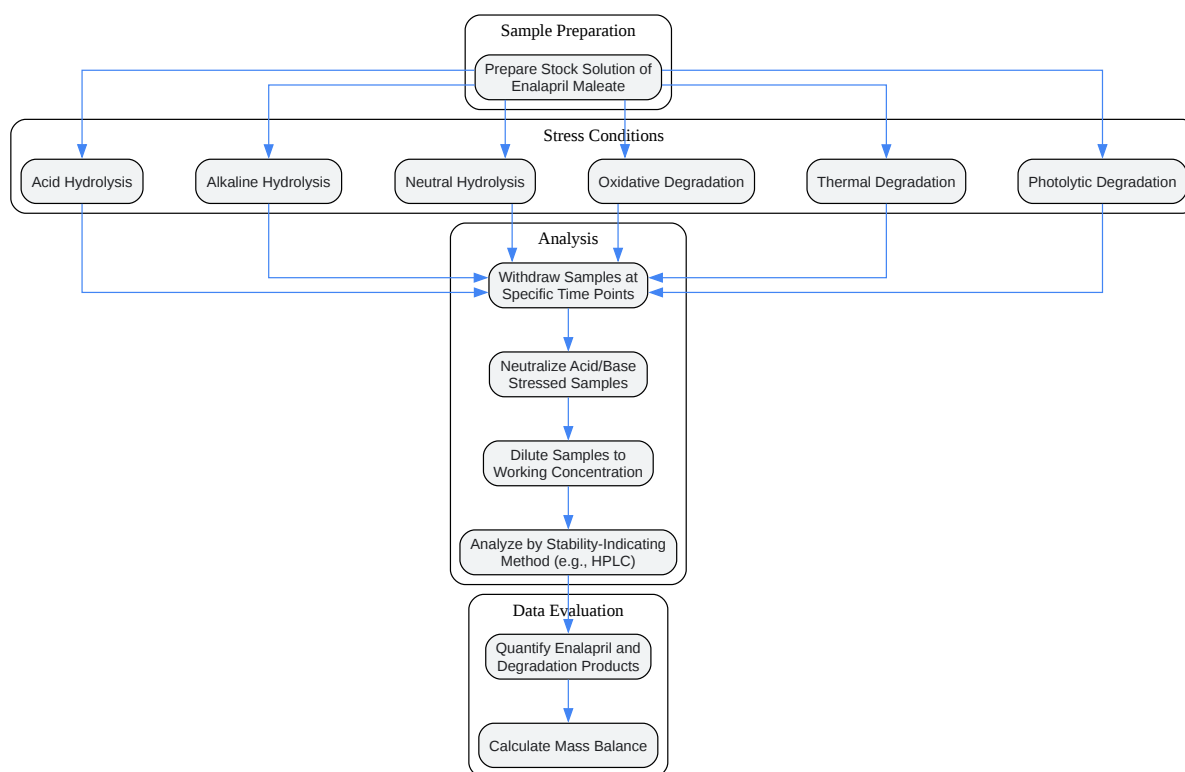 Sample Preparation
Prepare Stock Solution of
Enalapril Maleate
Stress Conditions
Acid Hydrolysis
Alkaline Hydrolysis
Neutral Hydrolysis
Oxidative Degradation
Thermal Degradation
Photolytic Degradation
Analysis
Withdraw Samples at
Specific Time Points
Neutralize Acid/Base
Stressed Samples
Dilute Samples to
Working Concentration
Analyze by Stability-Indicating
Method (e.g., HPLC)
Data Evaluation
Quantify Enalapril and
Degradation Products
Calculate Mass Balance